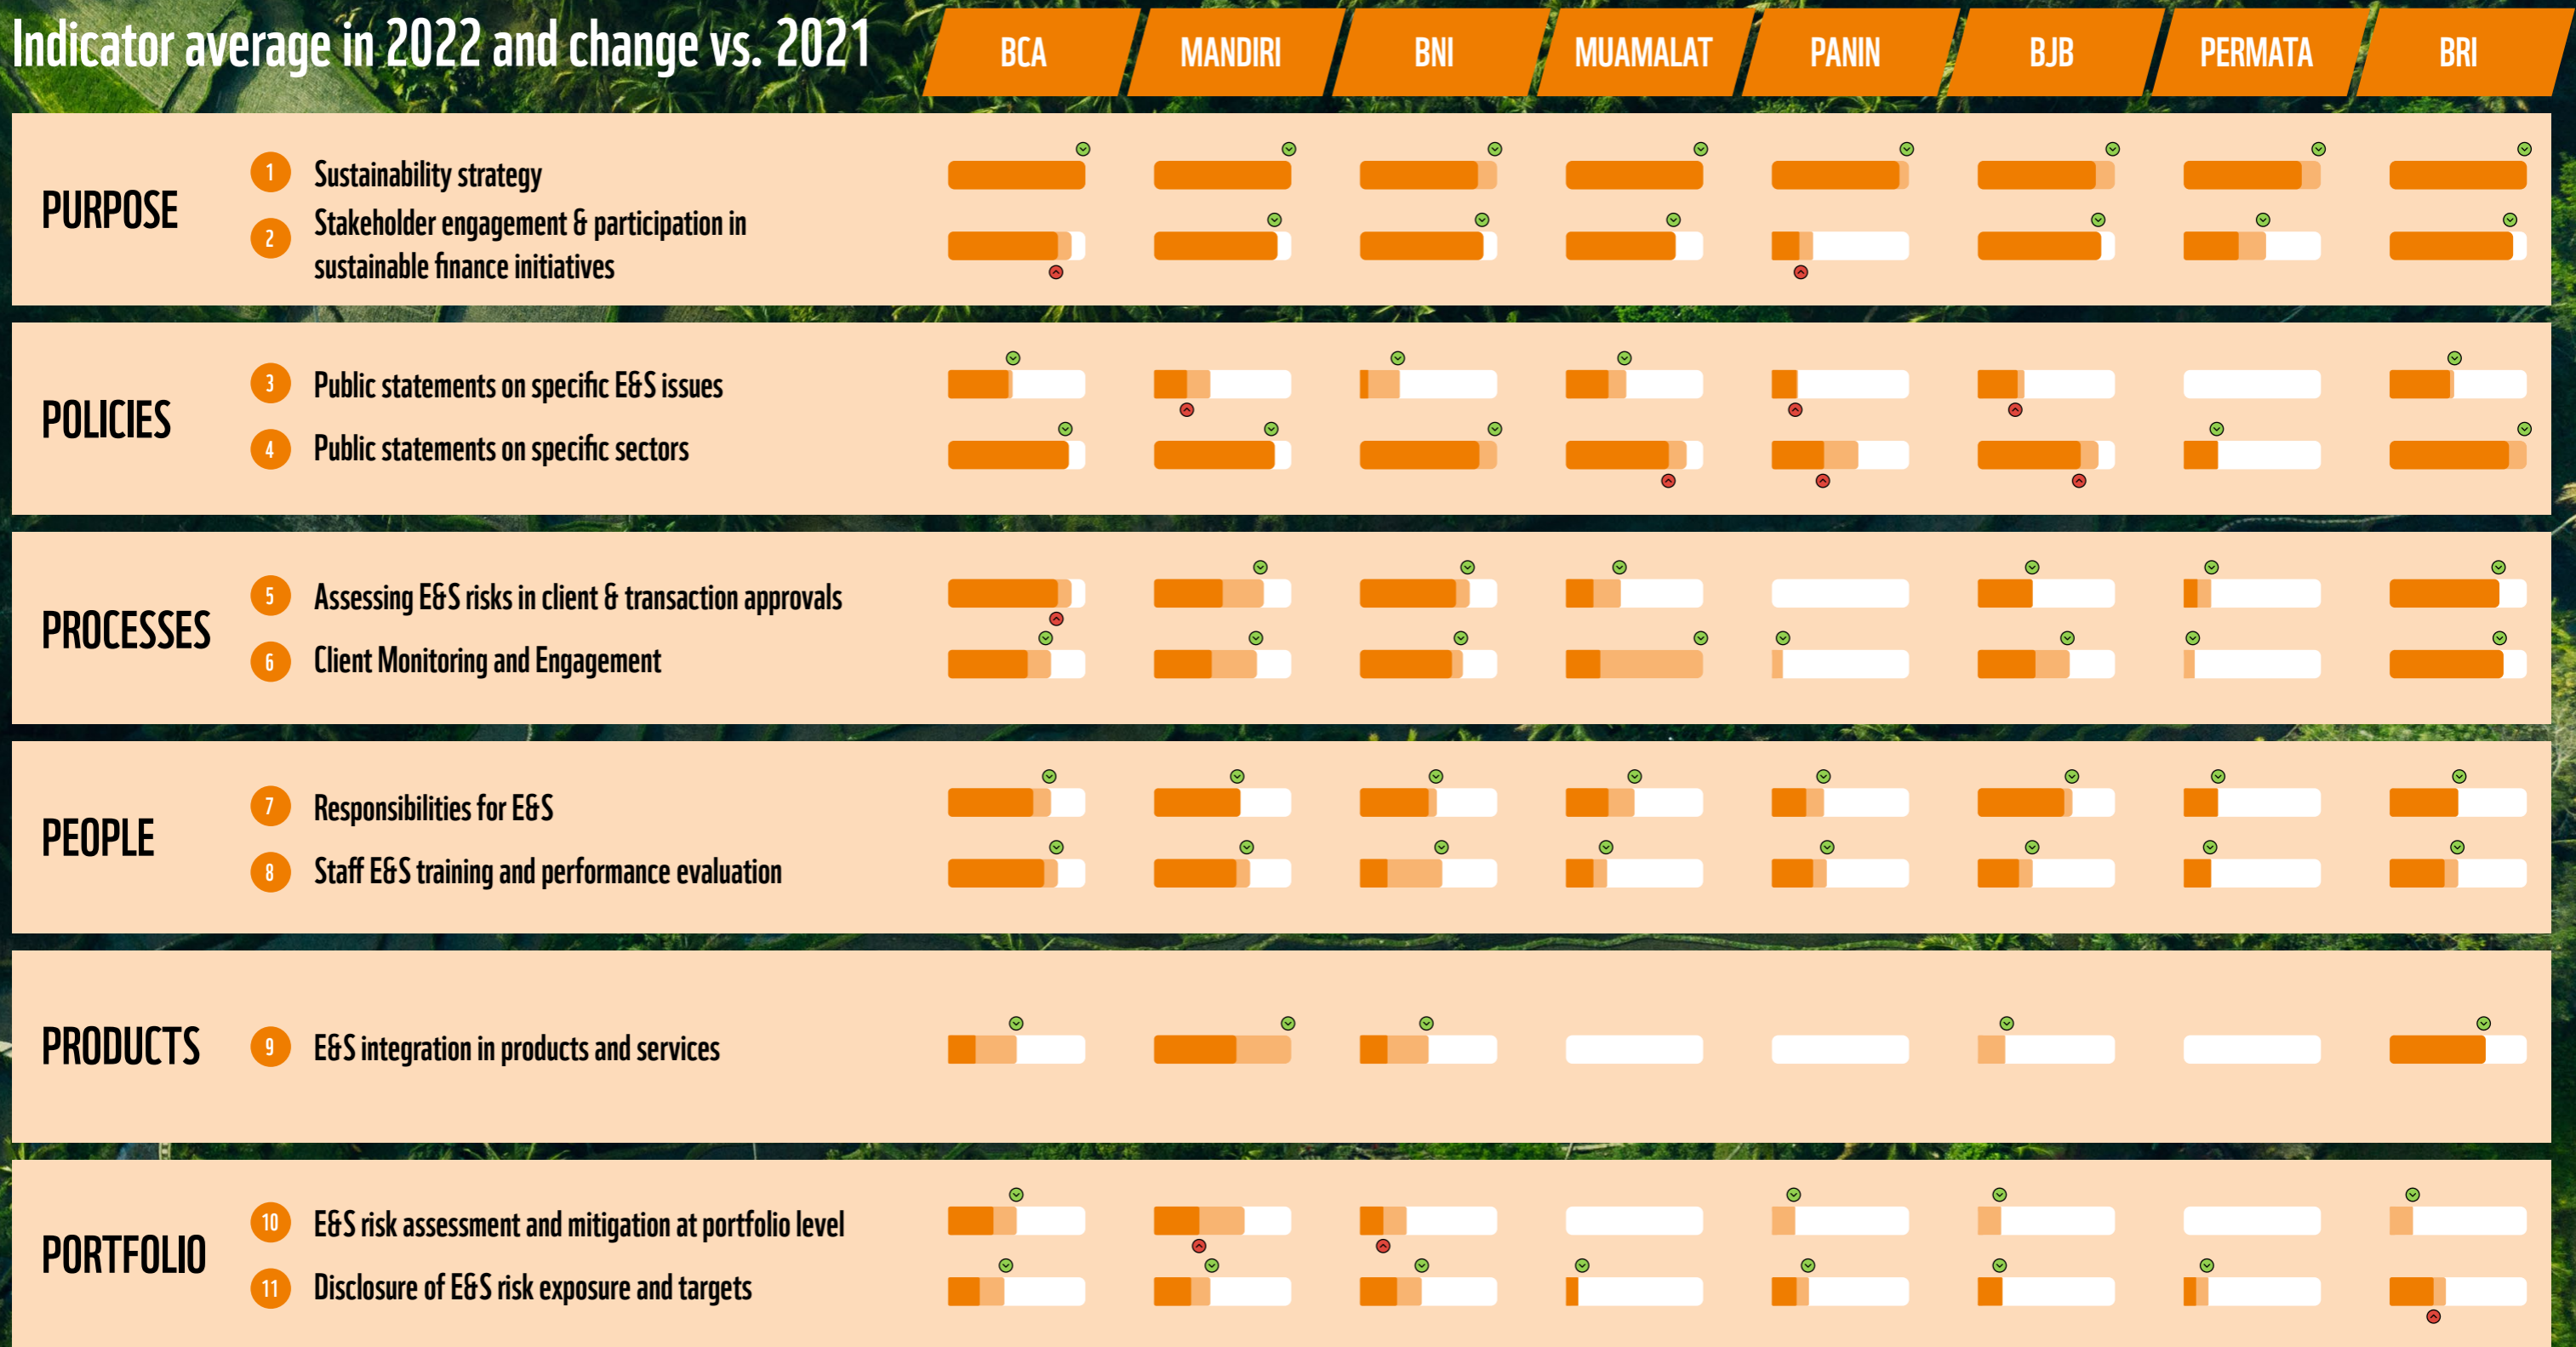 Indicator average in 2022 and change vs. 2021
BCA
MANDIRI
BNI
MUAMALAT
PANIN
BJB
PERMATA
BRI
PURPOSE
1
Sustainability strategy
2
Stakeholder engagement & participation in
sustainable finance initiatives
POLICIES
3
Public statements on specific E&S issues
4
Public statements on specific sectors
PROCESSES
5
Assessing E&S risks in client & transaction approvals
6
Client Monitoring and Engagement
PEOPLE
7
Responsibilities for E&S
8
Staff E&S training and performance evaluation
PRODUCTS
9
E&S integration in products and services
PORTFOLIO
10
E&S risk assessment and mitigation at portfolio level
11
Disclosure of E&S risk exposure and targets